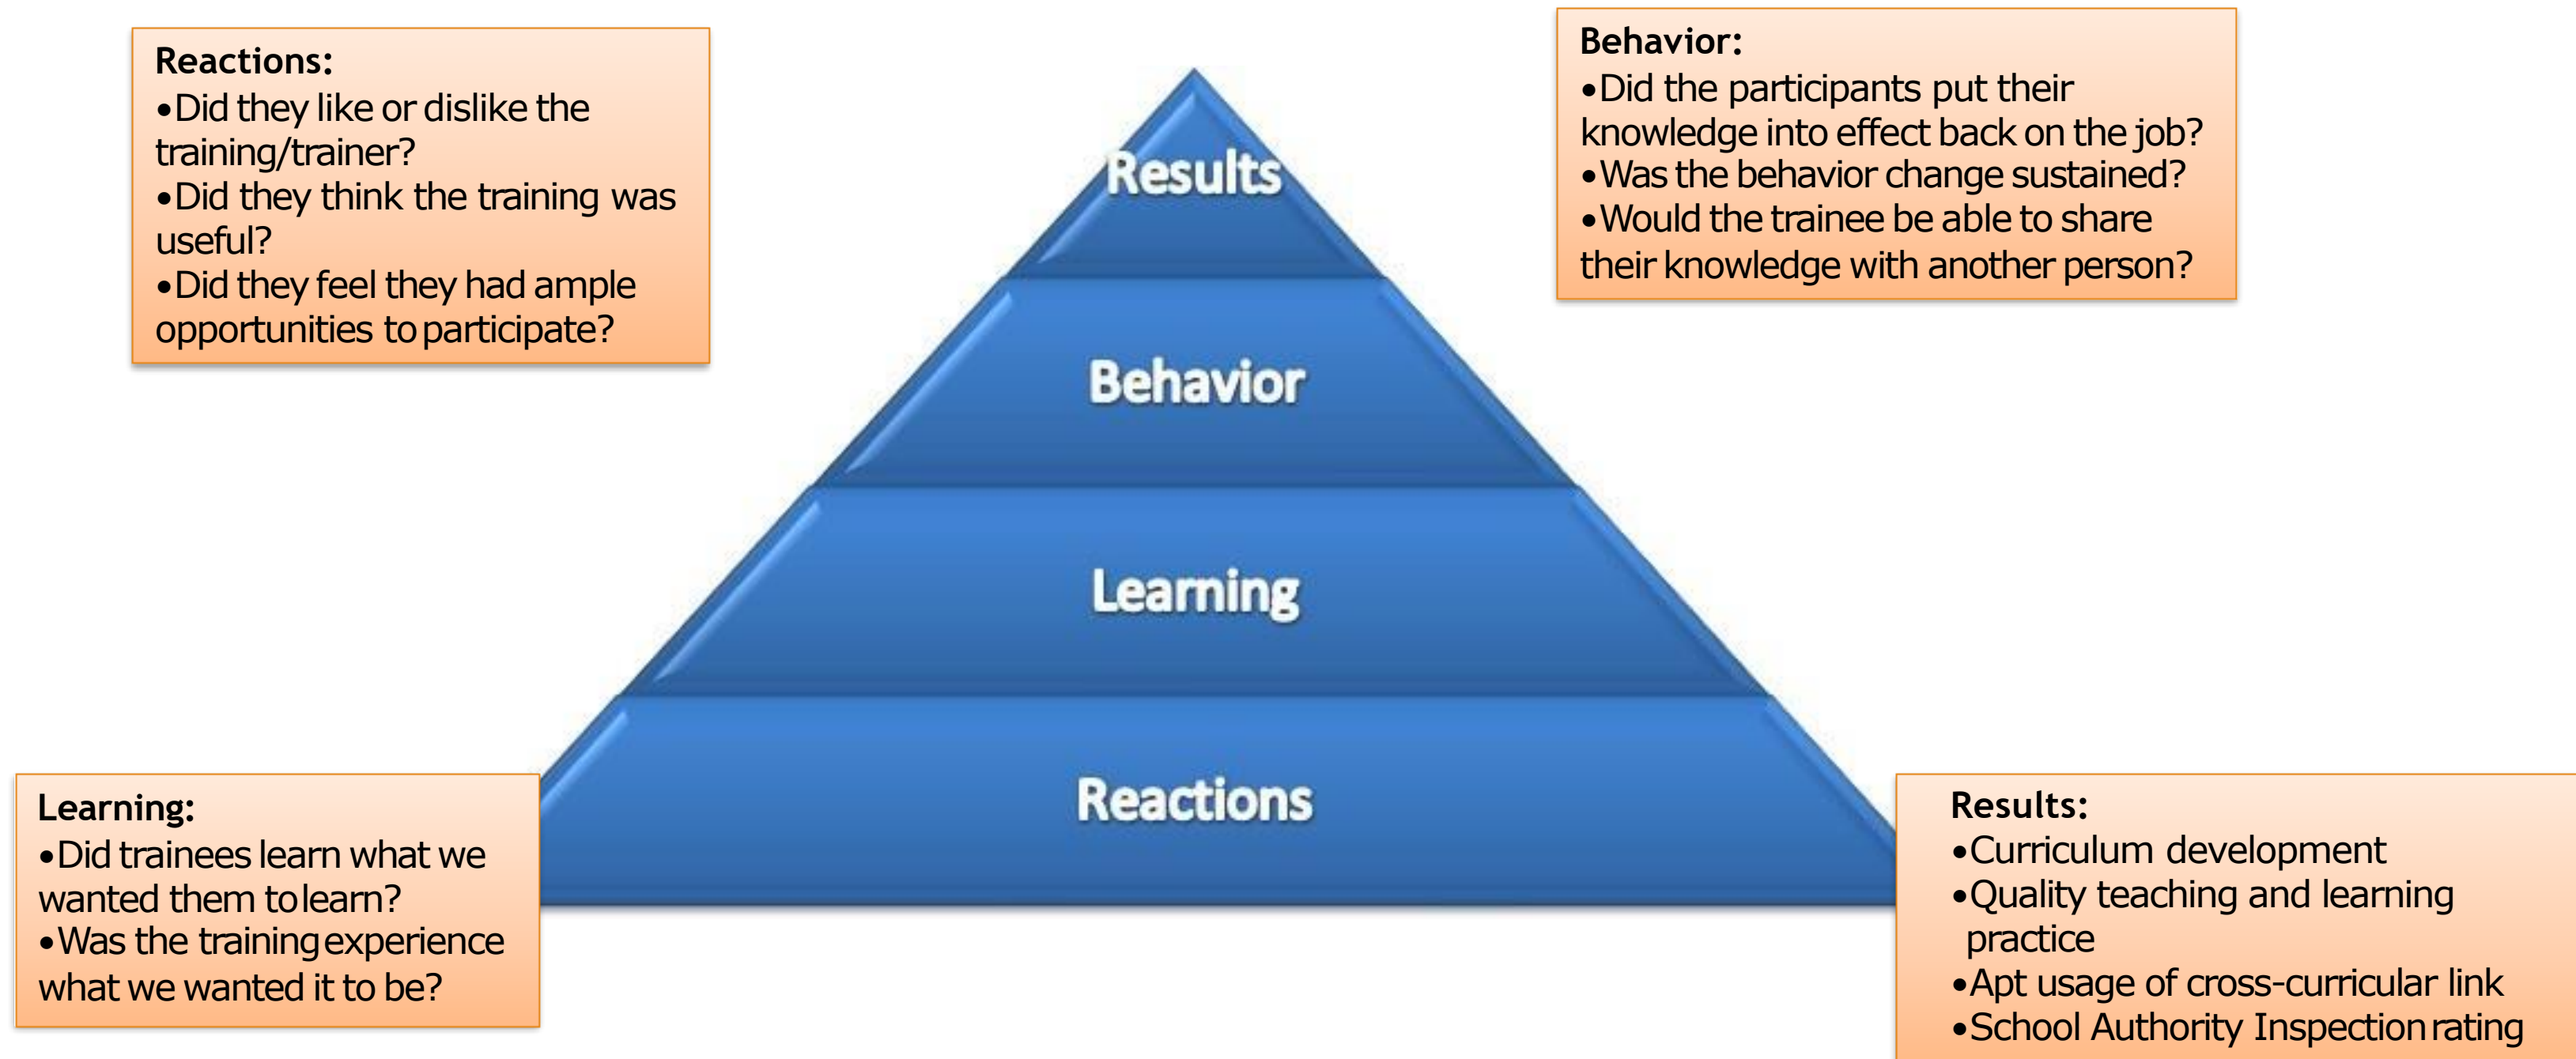 Reactions:
•Did they like or dislike the
training/trainer?
•Did they think the training was
useful?
•Did they feel they had ample
opportunities to participate?
Behavior:
•Did the participants put their
knowledge into effect back on the job?
•Was the behavior change sustained?
•Would the trainee be able to share
their knowledge with another person?
Results
Behavior
Learning
Reactions
Learning:
•Did trainees learn what we
wanted them to learn?
•Was the training experience
what we wanted it to be?
Results:
•Curriculum development
•Quality teaching and learning
practice
•Apt usage of cross-curricular link
•School Authority Inspection rating